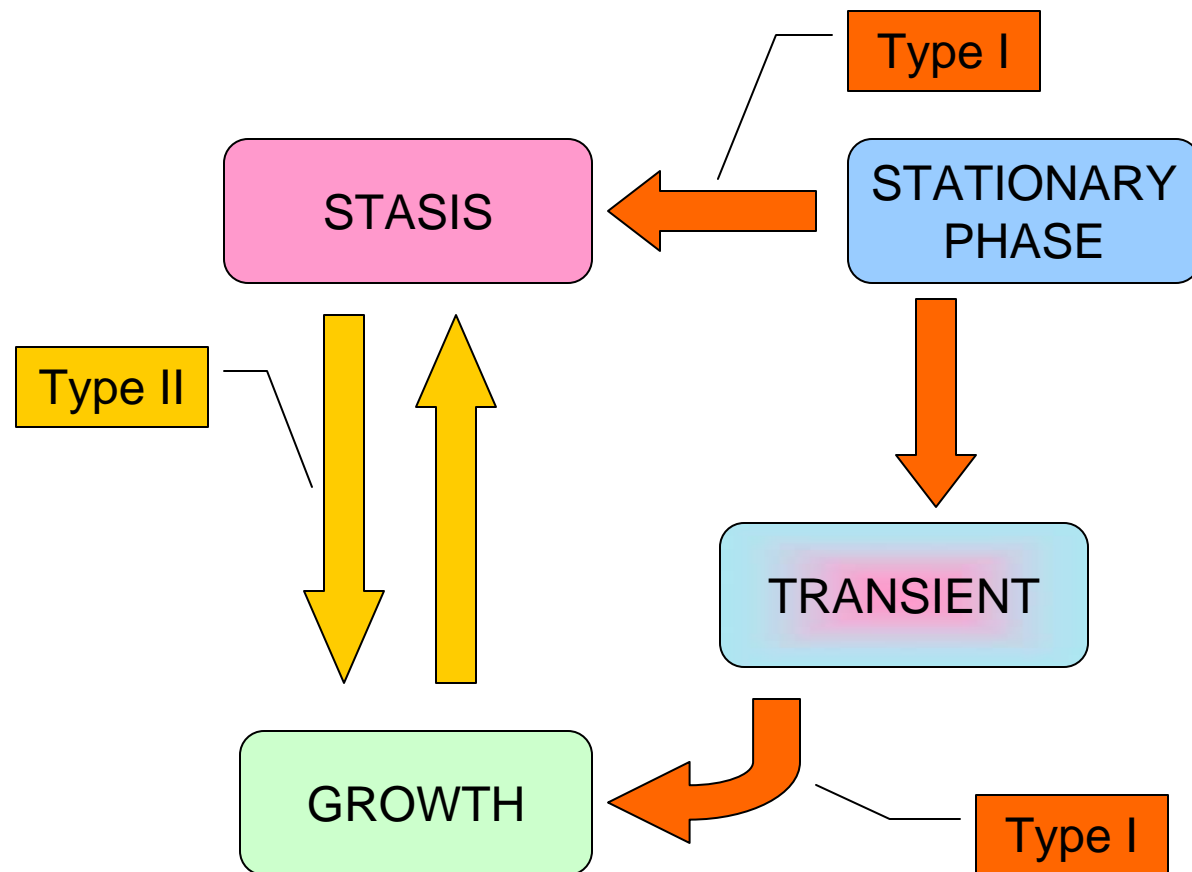 Type I
STASIS
STATIONARY
PHASE
Type II
TRANSIENT
GROWTH
Type I